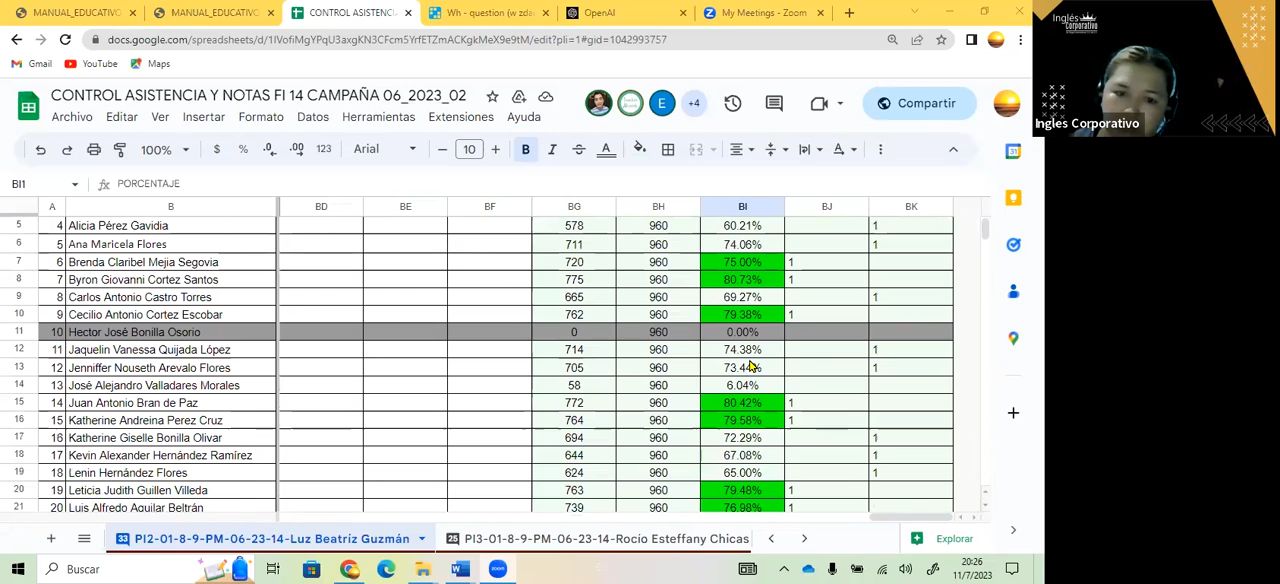 MANUAL_EDUCATIVO
MANUAL_EDUCATIVO
CONTROL ASISTENCI
Wh - question (w zda
OpenAI
My Meetings - Zoom
docs.google.com/spreadsheets/d/1IVofiMgYPqU3axgKN3CFcm5YrfETZmACKgkMeX9e9tM/edit?pli=1#gid=1042993757
Gmail
YouTube
Maps
CONTROL ASISTENCIA Y NOTAS FI 14 CAMPAÑA 06_2023_02
E
+4
Compartir
Archivo Editar Ver Insertar Formato Datos Herramientas Extensiones Ayuda
100% $ % .0 .00 123 Arial 10 B I A
BI1 fx PORCENTAJE
A B BD BE BF BG BH BI BJ BK
5 4 Alicia Pérez Gavidia 578 960 60.21% 1
6 5 Ana Maricela Flores 711 960 74.06% 1
7 6 Brenda Claribel Mejia Segovia 720 960 75.00% 1
8 7 Byron Giovanni Cortez Santos 775 960 80.73% 1
9 8 Carlos Antonio Castro Torres 665 960 69.27% 1
10 9 Cecilio Antonio Cortez Escobar 762 960 79.38% 1
11 10 Hector José Bonilla Osorio 0 960 0.00%
12 11 Jaquelin Vanessa Quijada López 714 960 74.38% 1
13 12 Jenniffer Nouseth Arevalo Flores 705 960 73.44% 1
14 13 José Alejandro Valladares Morales 58 960 6.04%
15 14 Juan Antonio Bran de Paz 772 960 80.42% 1
16 15 Katherine Andreina Perez Cruz 764 960 79.58% 1
17 16 Katherine Giselle Bonilla Olivar 694 960 72.29% 1
18 17 Kevin Alexander Hernández Ramírez 644 960 67.08% 1
19 18 Lenin Hernández Flores 624 960 65.00% 1
20 19 Leticia Judith Guillen Villeda 763 960 79.48% 1
21 20 Luis Alfredo Aguilar Beltrán 739 960 76.98% 1
33 PI2-01-8-9-PM-06-23-14-Luz Beatríz Guzmán
25 PI3-01-8-9-PM-06-23-14-Rocio Esteffany Chicas
Explorar
Buscar
20:26
11/7/2023
Inglés
Corporativo
Ingles Corporativo